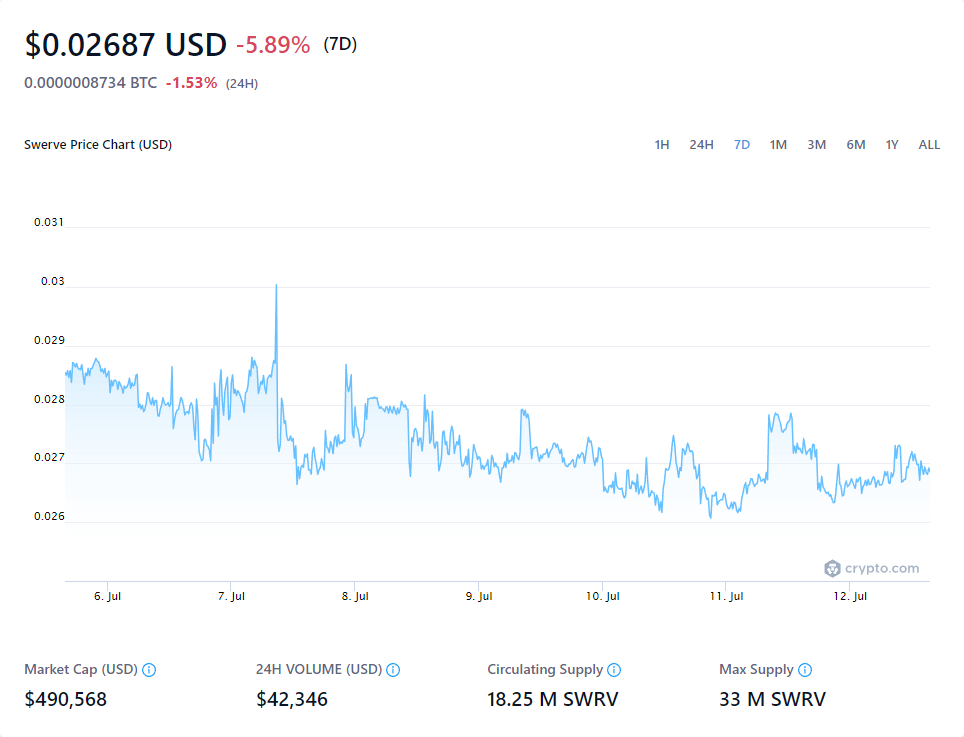 $0.02687 USD -5.89% (7D)
0.0000008734 BTC -1.53% (24H)
Swerve Price Chart (USD) 1H 24H 7D 1M 3M 6M 1Y ALL
0.031
0.03
0.029
0.028
0.027
0.026
crypto.com
6. Jul 7. Jul 8. Jul 9. Jul 10. Jul 11. Jul 12. Jul
Market Cap (USD) 24H VOLUME (USD) Circulating Supply Max Supply
$490,568 $42,346 18.25 M SWRV 33 M SWRV